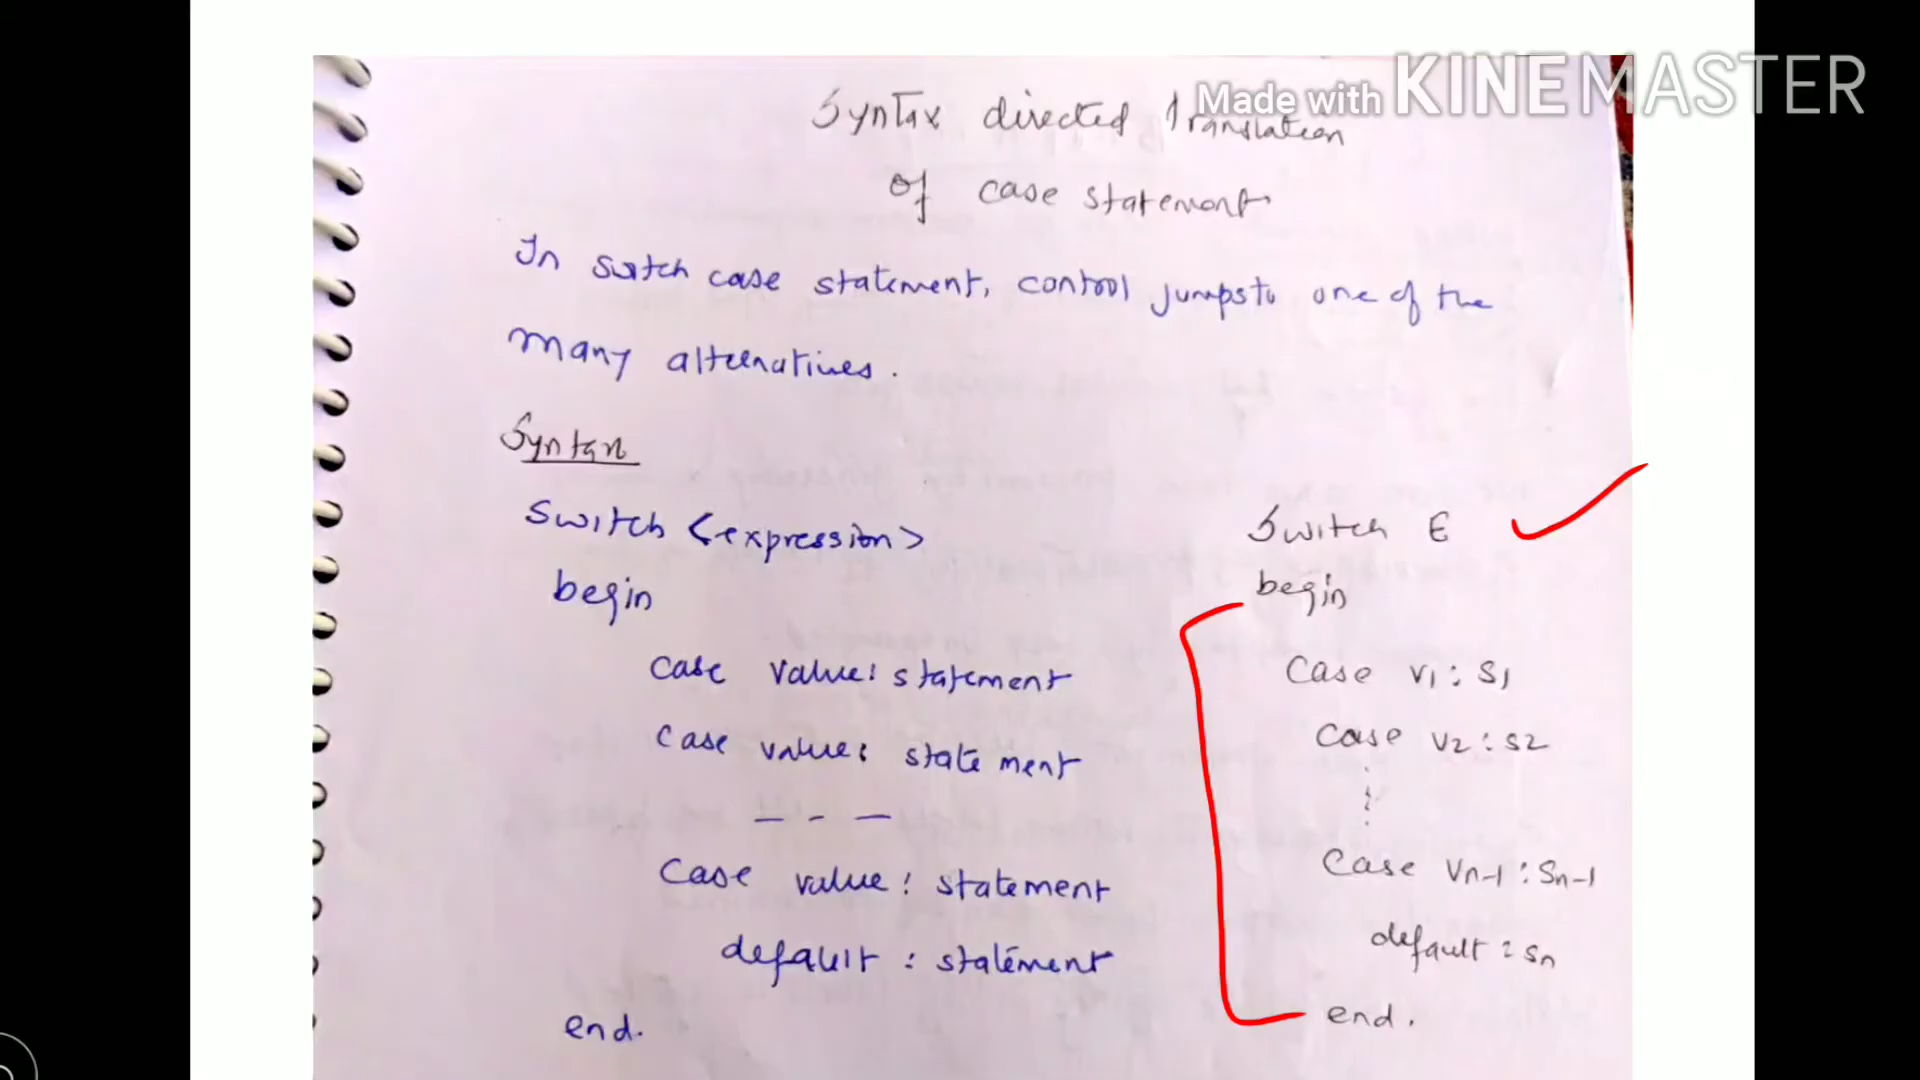 Made with KINEMASTER
Syntax directed Translation
of case statement
In switch case statement, control jumps to one of the
many alternatives.
Syntax
Switch <expression>
begin
Case value: statement
Case value: statement
— - —
Case value: statement
default : statement
end.
Switch E
begin
Case v1 : S1
Case v2 : S2
Case vn-1 : Sn-1
default : Sn
end.